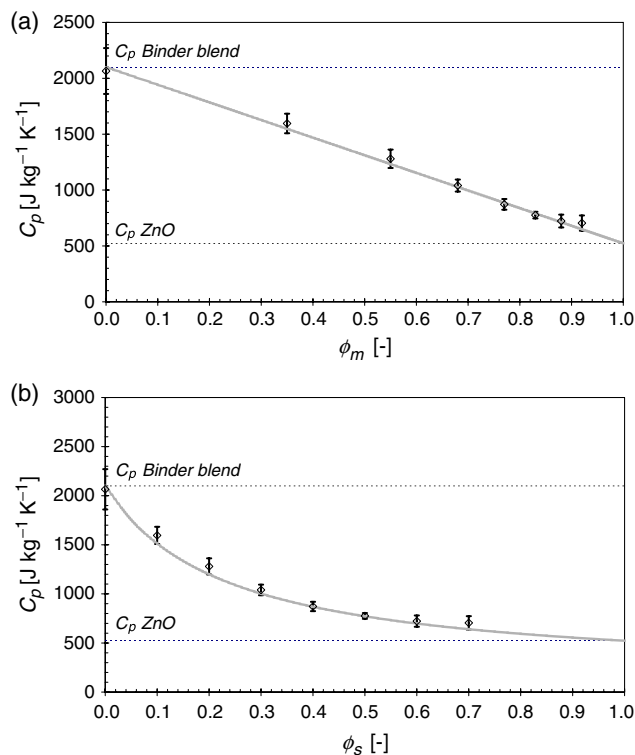 (a)
2500
2000
1500
1000
500
0
C_p [J kg⁻¹ K⁻¹]
C_p Binder blend
C_p ZnO
0.0 0.1 0.2 0.3 0.4 0.5 0.6 0.7 0.8 0.9 1.0
ϕ_m [-]
(b)
3000
2500
2000
1500
1000
500
0
C_p [J kg⁻¹ K⁻¹]
C_p Binder blend
C_p ZnO
0.0 0.1 0.2 0.3 0.4 0.5 0.6 0.7 0.8 0.9 1.0
ϕ_s [-]